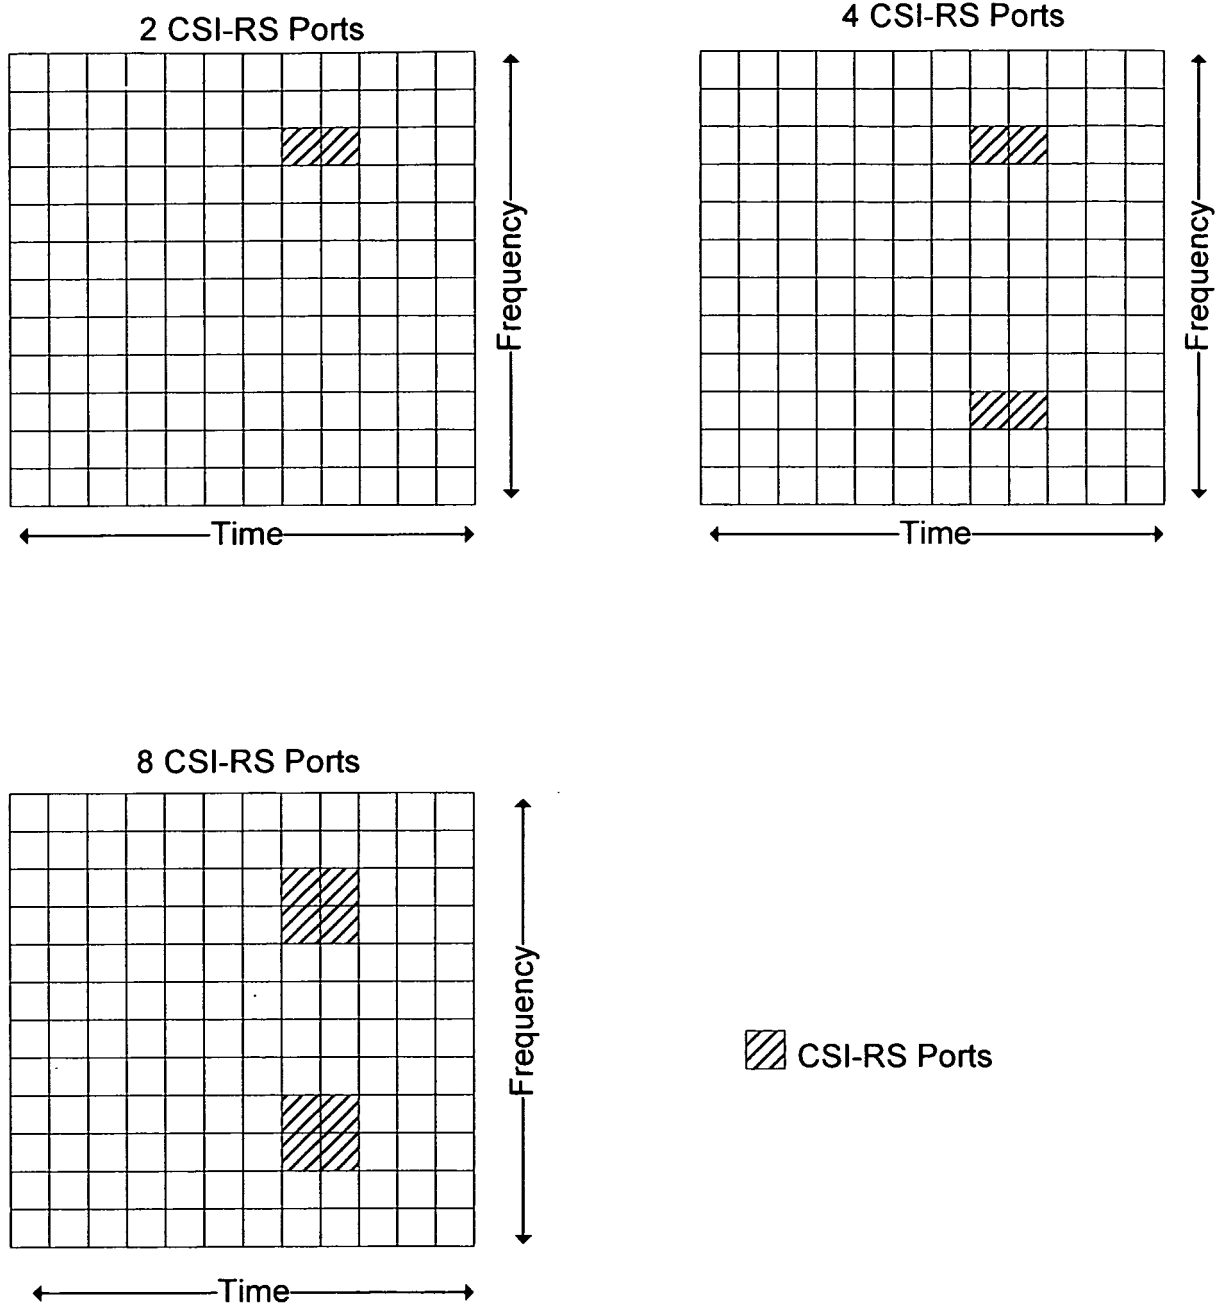 2 CSI-RS Ports
4 CSI-RS Ports
Frequency
Frequency
Time
Time
8 CSI-RS Ports
Frequency
CSI-RS Ports
Time